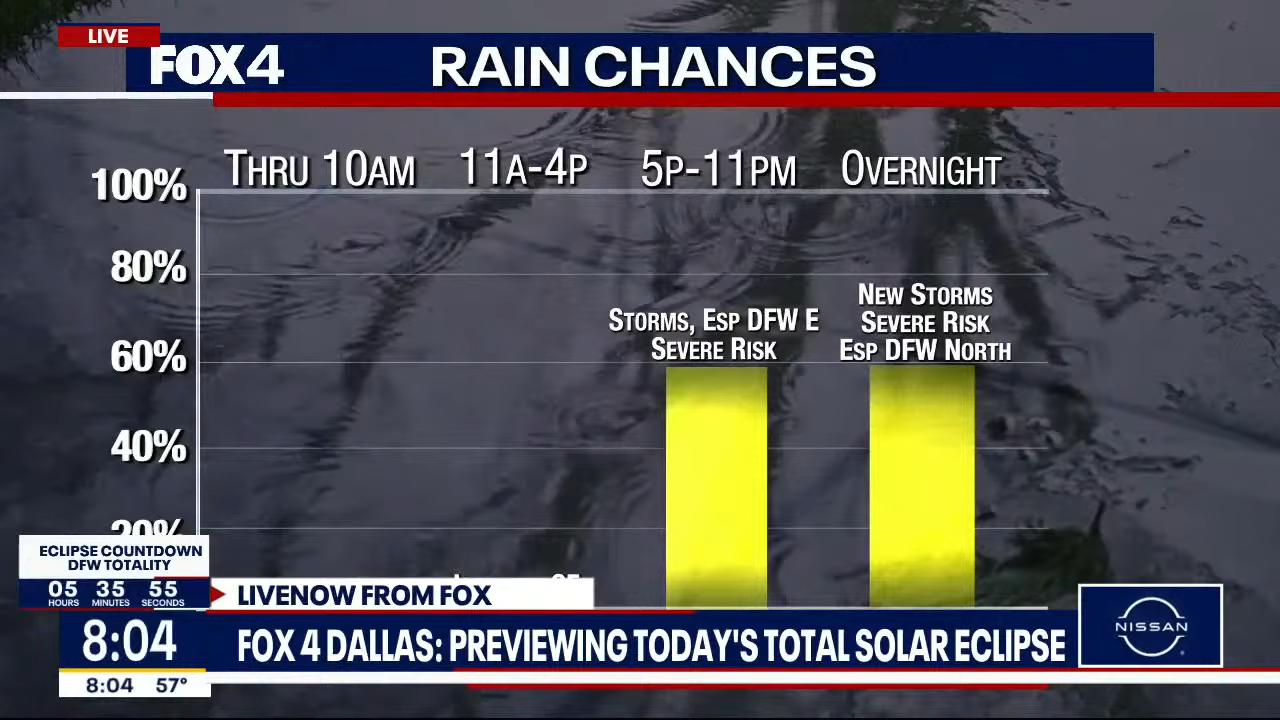 LIVE
FOX4
RAIN CHANCES
THRU 10AM
11A-4P
5P-11PM
OVERNIGHT
100%
80%
60%
40%
20%
STORMS, ESP DFW E
SEVERE RISK
NEW STORMS
SEVERE RISK
ESP DFW NORTH
ECLIPSE COUNTDOWN
DFW TOTALITY
05 35 55
HOURS MINUTES SECONDS
LIVENOW FROM FOX
8:04
FOX 4 DALLAS: PREVIEWING TODAY'S TOTAL SOLAR ECLIPSE
8:04 57°
NISSAN